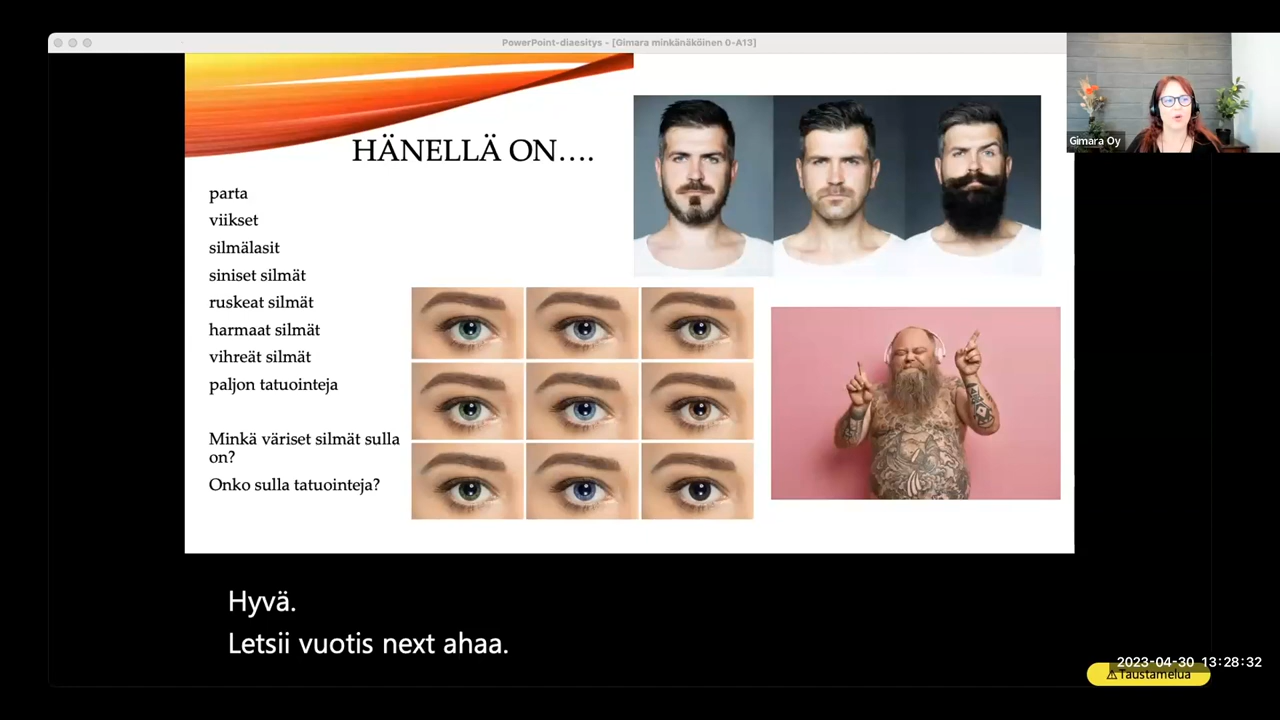 PowerPoint-diaesitys - [Gimara minkänäköinen 0-A13]
Gimara Oy
HÄNELLÄ ON....
parta
viikset
silmälasit
siniset silmät
ruskeat silmät
harmaat silmät
vihreät silmät
paljon tatuointeja
Minkä väriset silmät sulla
on?
Onko sulla tatuointeja?
Hyvä.
Letsii vuotis next ahaa.
2023-04-30 13:28:32
⚠Taustamelua